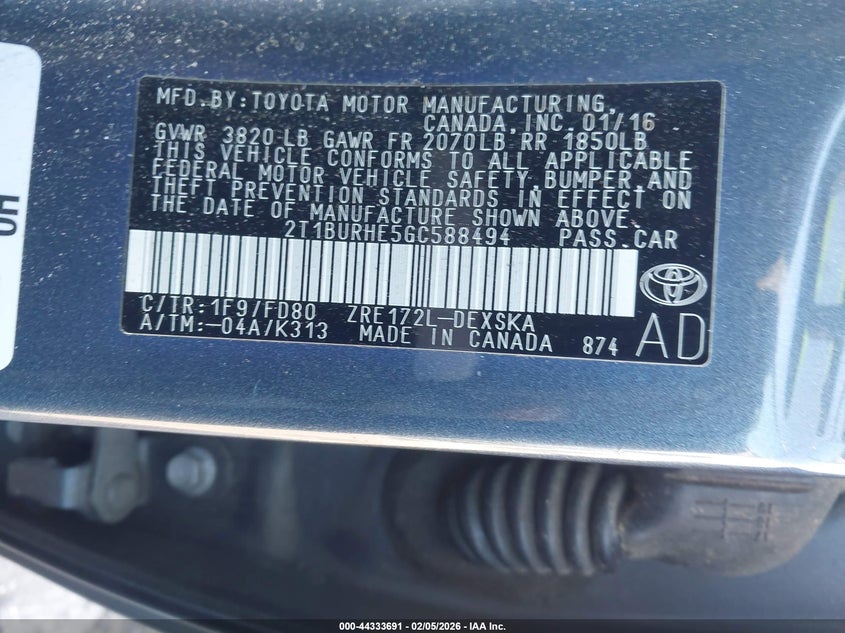 MFD.BY:TOYOTA MOTOR MANUFACTURING,
CANADA,INC.01/16
GVWR 3820 LB GAWR FR 2070LB RR 1850LB
THIS VEHICLE CONFORMS TO ALL APPLICABLE
FEDERAL MOTOR VEHICLE SAFETY,BUMPER,AND
THEFT PREVENTION STANDARDS IN EFFECT ON
THE DATE OF MANUFACTURE SHOWN ABOVE.
2T1BURHE5GC588494 PASS.CAR
C/TR:1F9/FD80 ZRE172L-DEXSKA
A/TM:-04A/K313 MADE IN CANADA 874 AD
000-44333691 - 02/05/2026 - IAA Inc.